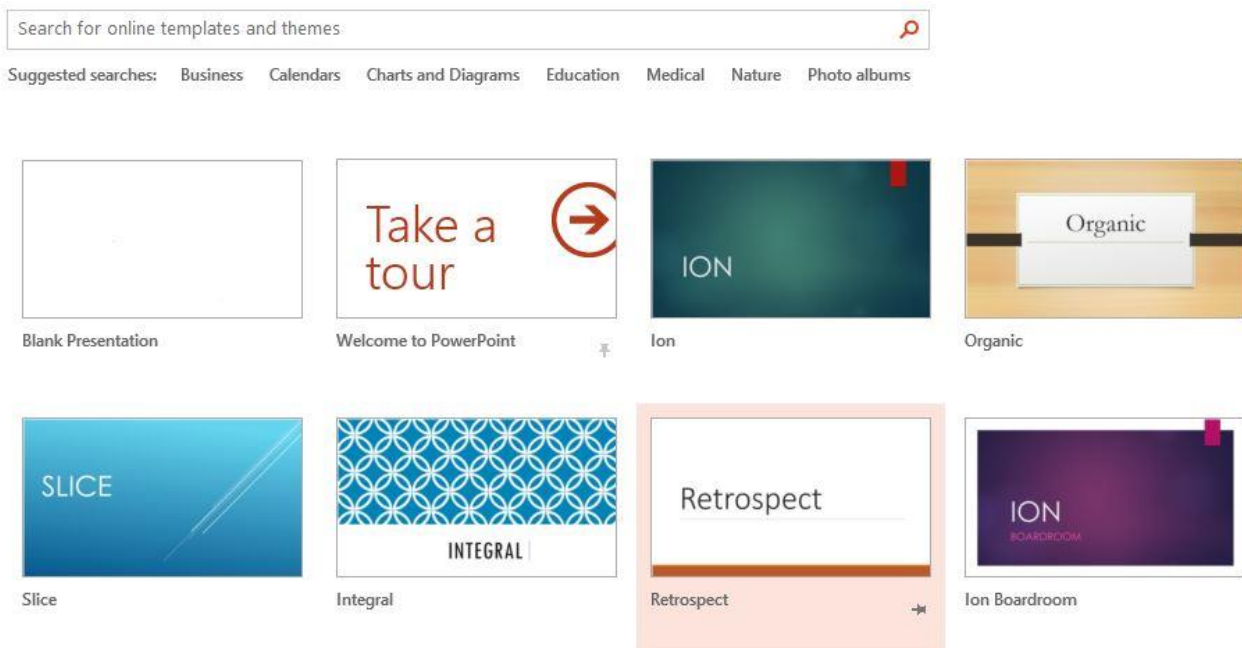 Search for online templates and themes
Suggested searches: Business Calendars Charts and Diagrams Education Medical Nature Photo albums
Take a
tour
ION
Organic
Blank Presentation
Welcome to PowerPoint
Ion
Organic
SLICE
INTEGRAL
Retrospect
ION
BOARDROOM
Slice
Integral
Retrospect
Ion Boardroom